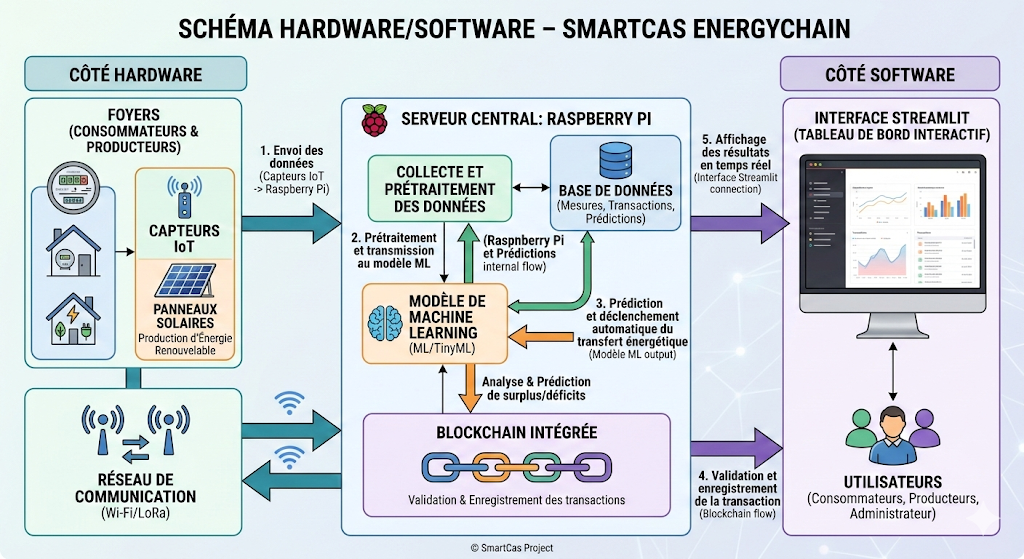 SCHÉMA HARDWARE/SOFTWARE – SMARTCAS ENERGYCHAIN
CÔTÉ HARDWARE
FOYERS
(CONSOMMATEURS &
PRODUCTEURS)
CAPTEURS
IoT
PANNEAUX
SOLAIRES
Production d'Énergie
Renouvelable
RÉSEAU DE
COMMUNICATION
(Wi-Fi/LoRa)
1. Envoi des
données
(Capteurs IoT
-> Raspberry Pi)
SERVEUR CENTRAL: RASPBERRY PI
COLLECTE ET
PRÉTRAITEMENT
DES DONNÉES
BASE DE DONNÉES
(Mesures, Transactions,
Prédictions)
2. Prétraitement
et transmission
au modèle ML
(Raspnberry Pi
et Prédictions
internal flow)
MODÈLE DE
MACHINE
LEARNING
(ML/TinyML)
3. Prédiction
et déclenchement
automatique du
transfert énergétique
(Modèle ML output)
Analyse & Prédiction
de surplus/déficits
BLOCKCHAIN INTÉGRÉE
Validation & Enregistrement des transactions
5. Affichage
des résultats
en temps réel
(Interface Streamlit
connection)
4. Validation et
enregistrement
de la transaction
(Blockchain flow)
CÔTÉ SOFTWARE
INTERFACE STREAMLIT
(TABLEAU DE BORD INTERACTIF)
UTILISATEURS
(Consommateurs, Producteurs,
Administrateur)
© SmartCas Project